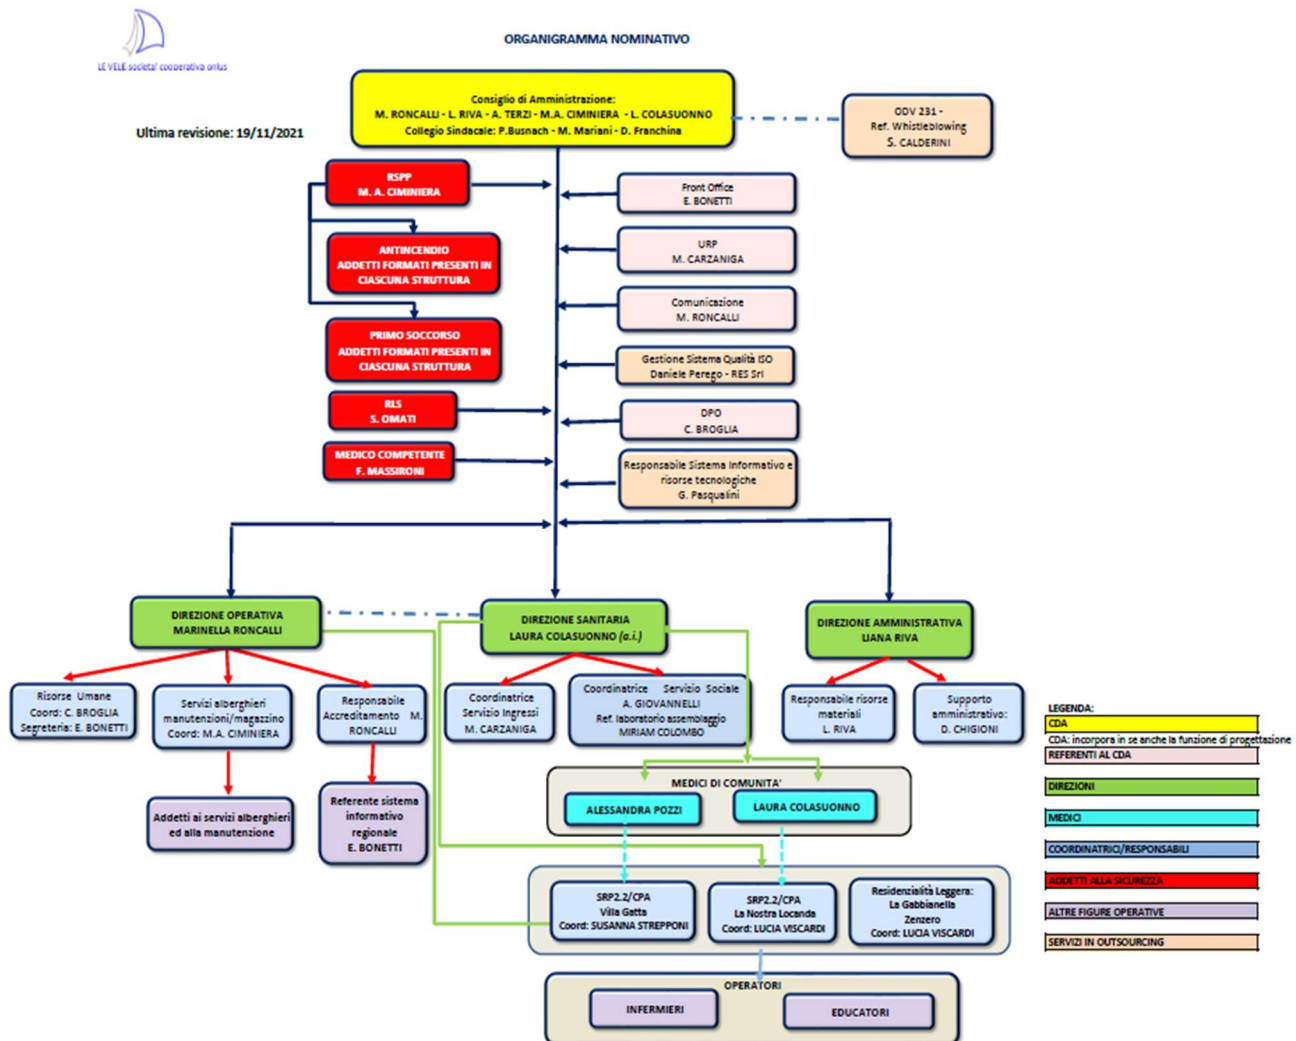 LE VELE societa' cooperativa onlus
ORGANIGRAMMA NOMINATIVO
Ultima revisione: 19/11/2021
Consiglio di Amministrazione:
M. RONCALLI - L. RIVA - A. TERZI - M.A. CIMINIERA - L. COLASUONNO
Collegio Sindacale: P.Busnach - M. Mariani - D. Franchina
ODV 231 -
Ref. Whistleblowing
S. CALDERINI
RSPP
M. A. CIMINIERA
ANTINCENDIO
ADDETTI FORMATI PRESENTI IN
CIASCUNA STRUTTURA
PRIMO SOCCORSO
ADDETTI FORMATI PRESENTI IN
CIASCUNA STRUTTURA
RLS
S. OMATI
MEDICO COMPETENTE
F. MASSIRONI
Front Office
E. BONETTI
URP
M. CARZANIGA
Comunicazione
M. RONCALLI
Gestione Sistema Qualità ISO
Daniele Perego - RES Srl
DPO
C. BROGLIA
Responsabile Sistema Informativo e
risorse tecnologiche
G. Pasqualini
DIREZIONE OPERATIVA
MARINELLA RONCALLI
DIREZIONE SANITARIA
LAURA COLASUONNO (a.i.)
DIREZIONE AMMINISTRATIVA
LIANA RIVA
Risorse Umane
Coord: C. BROGLIA
Segreteria: E. BONETTI
Servizi alberghieri
manutenzioni/magazzino
Coord: M.A. CIMINIERA
Responsabile
Accreditamento M.
RONCALLI
Coordinatrice
Servizio Ingressi
M. CARZANIGA
Coordinatrice Servizio Sociale
A. GIOVANNELLI
Ref. laboratorio assemblaggio
MIRIAM COLOMBO
Responsabile risorse
materiali
L. RIVA
Supporto
amministrativo:
D. CHIGIONI
Addetti ai servizi alberghieri
ed alla manutenzione
Referente sistema
informativo
regionale
E. BONETTI
MEDICI DI COMUNITA'
ALESSANDRA POZZI
LAURA COLASUONNO
SRP2.2/CPA
Villa Gatta
Coord: SUSANNA STREPPONI
SRP2.2/CPA
La Nostra Locanda
Coord: LUCIA VISCARDI
Residenzialità Leggera:
La Gabbianella
Zenzero
Coord: LUCIA VISCARDI
OPERATORI
INFERMIERI
EDUCATORI
LEGENDA:
CDA
CDA: incorpora in se anche la funzione di progettazione
REFERENTI AL CDA
DIREZIONI
MEDICI
COORDINATRICI/RESPONSABILI
ADDETTI ALLA SICUREZZA
ALTRE FIGURE OPERATIVE
SERVIZI IN OUTSOURCING